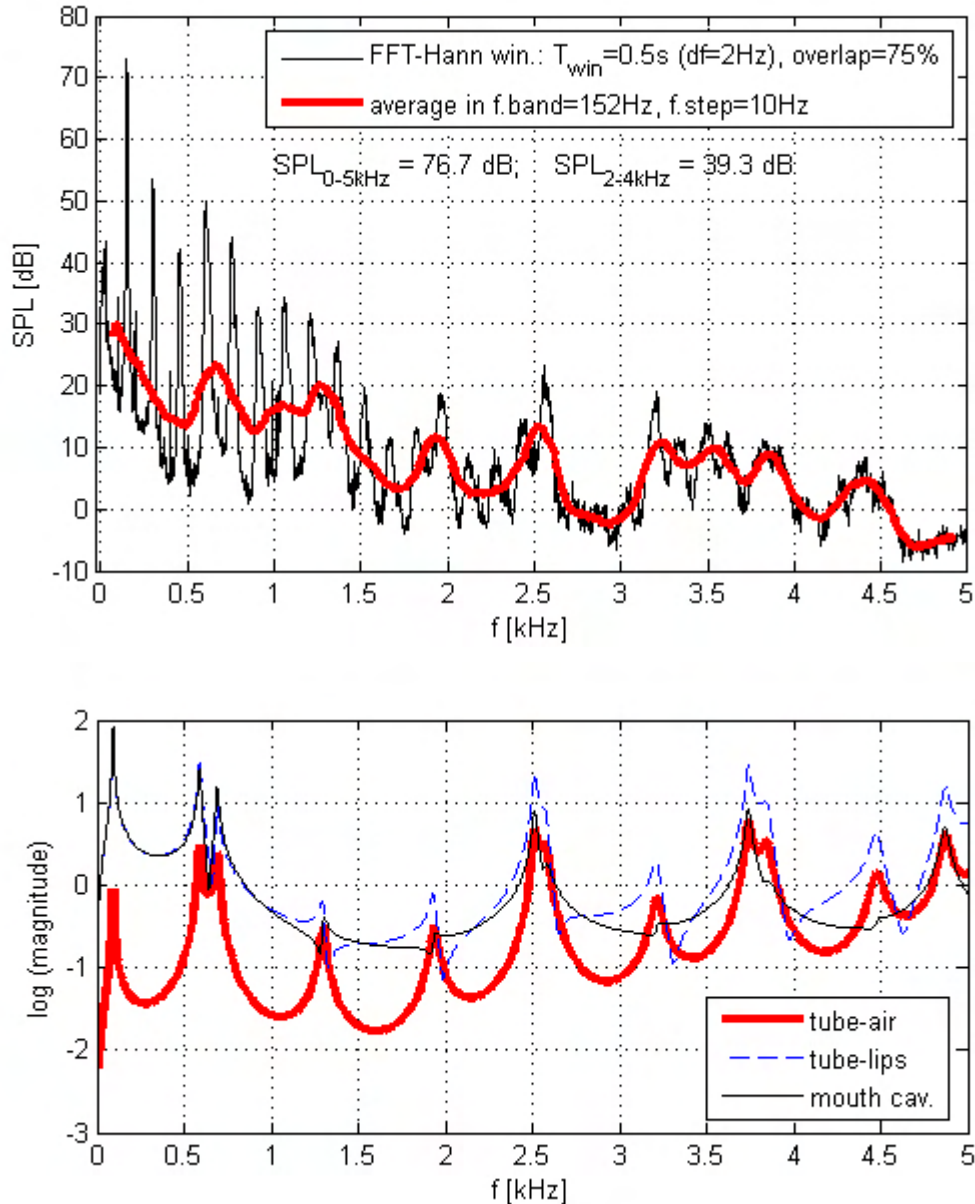 80
70
60
50
40
30
20
10
0
-10
SPL [dB]
FFT-Hann win.: Twin=0.5s (df=2Hz), overlap=75%
average in f.band=152Hz, f.step=10Hz
SPL0-5kHz = 76.7 dB; SPL2-4kHz = 39.3 dB
0 0.5 1 1.5 2 2.5 3 3.5 4 4.5 5
f [kHz]
2
1
0
-1
-2
-3
log (magnitude)
tube-air
tube-lips
mouth cav.
0 0.5 1 1.5 2 2.5 3 3.5 4 4.5 5
f [kHz]